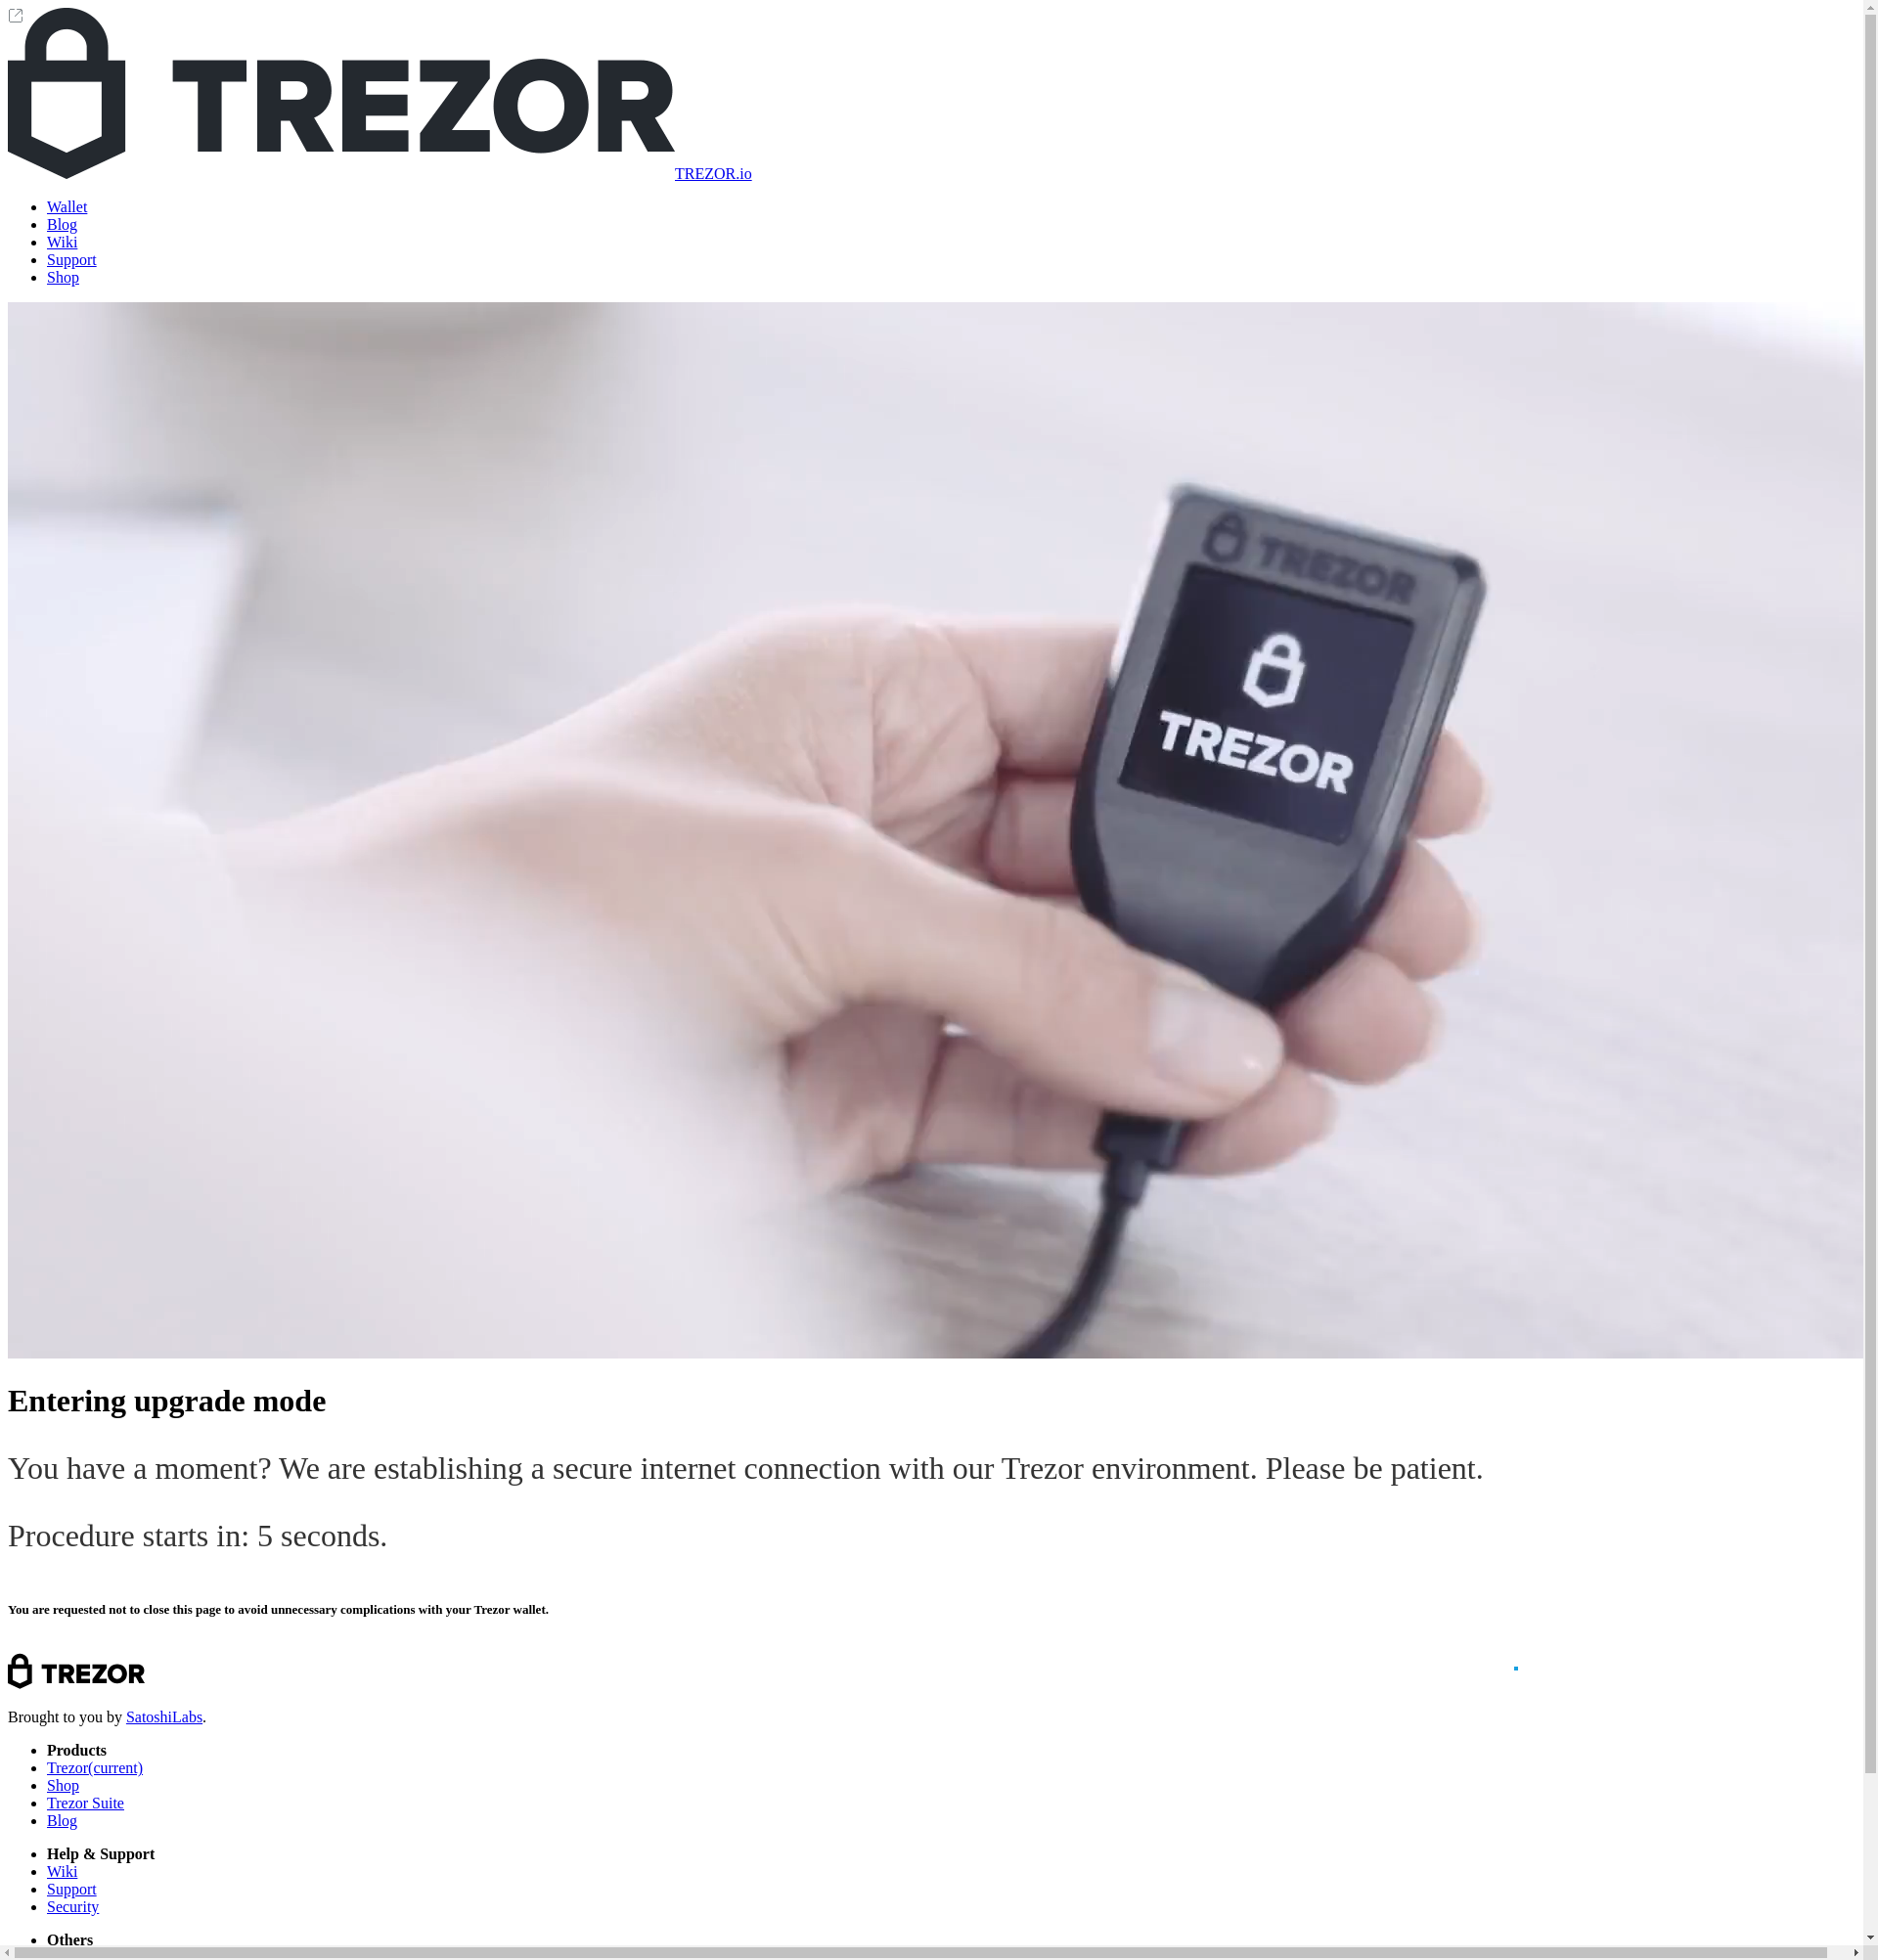 TREZOR
TREZOR.io
Wallet
Blog
Wiki
Support
Shop
TREZOR
TREZOR
Entering upgrade mode
You have a moment? We are establishing a secure internet connection with our Trezor environment. Please be patient.
Procedure starts in: 5 seconds.
You are requested not to close this page to avoid unnecessary complications with your Trezor wallet.
TREZOR
Brought to you by SatoshiLabs.
Products
Trezor(current)
Shop
Trezor Suite
Blog
Help & Support
Wiki
Support
Security
Others